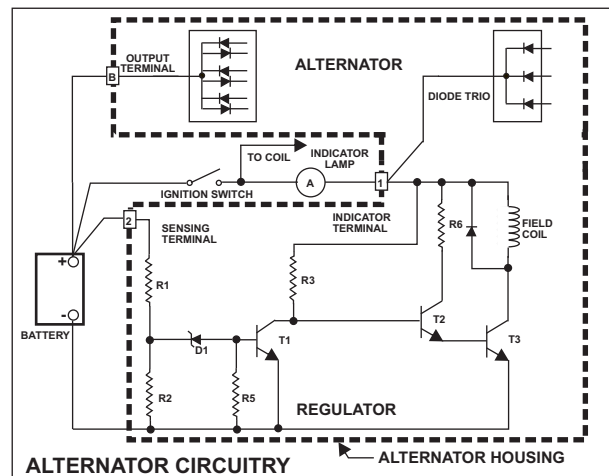 OUTPUT
TERMINAL
B
ALTERNATOR
DIODE TRIO
TO COIL
INDICATOR
LAMP
A
1
IGNITION SWITCH
INDICATOR
TERMINAL
2
SENSING
TERMINAL
R6
FIELD
COIL
+
-
BATTERY
R1
R3
D1
T1
T2
T3
R2
R5
REGULATOR
ALTERNATOR CIRCUITRY
ALTERNATOR HOUSING